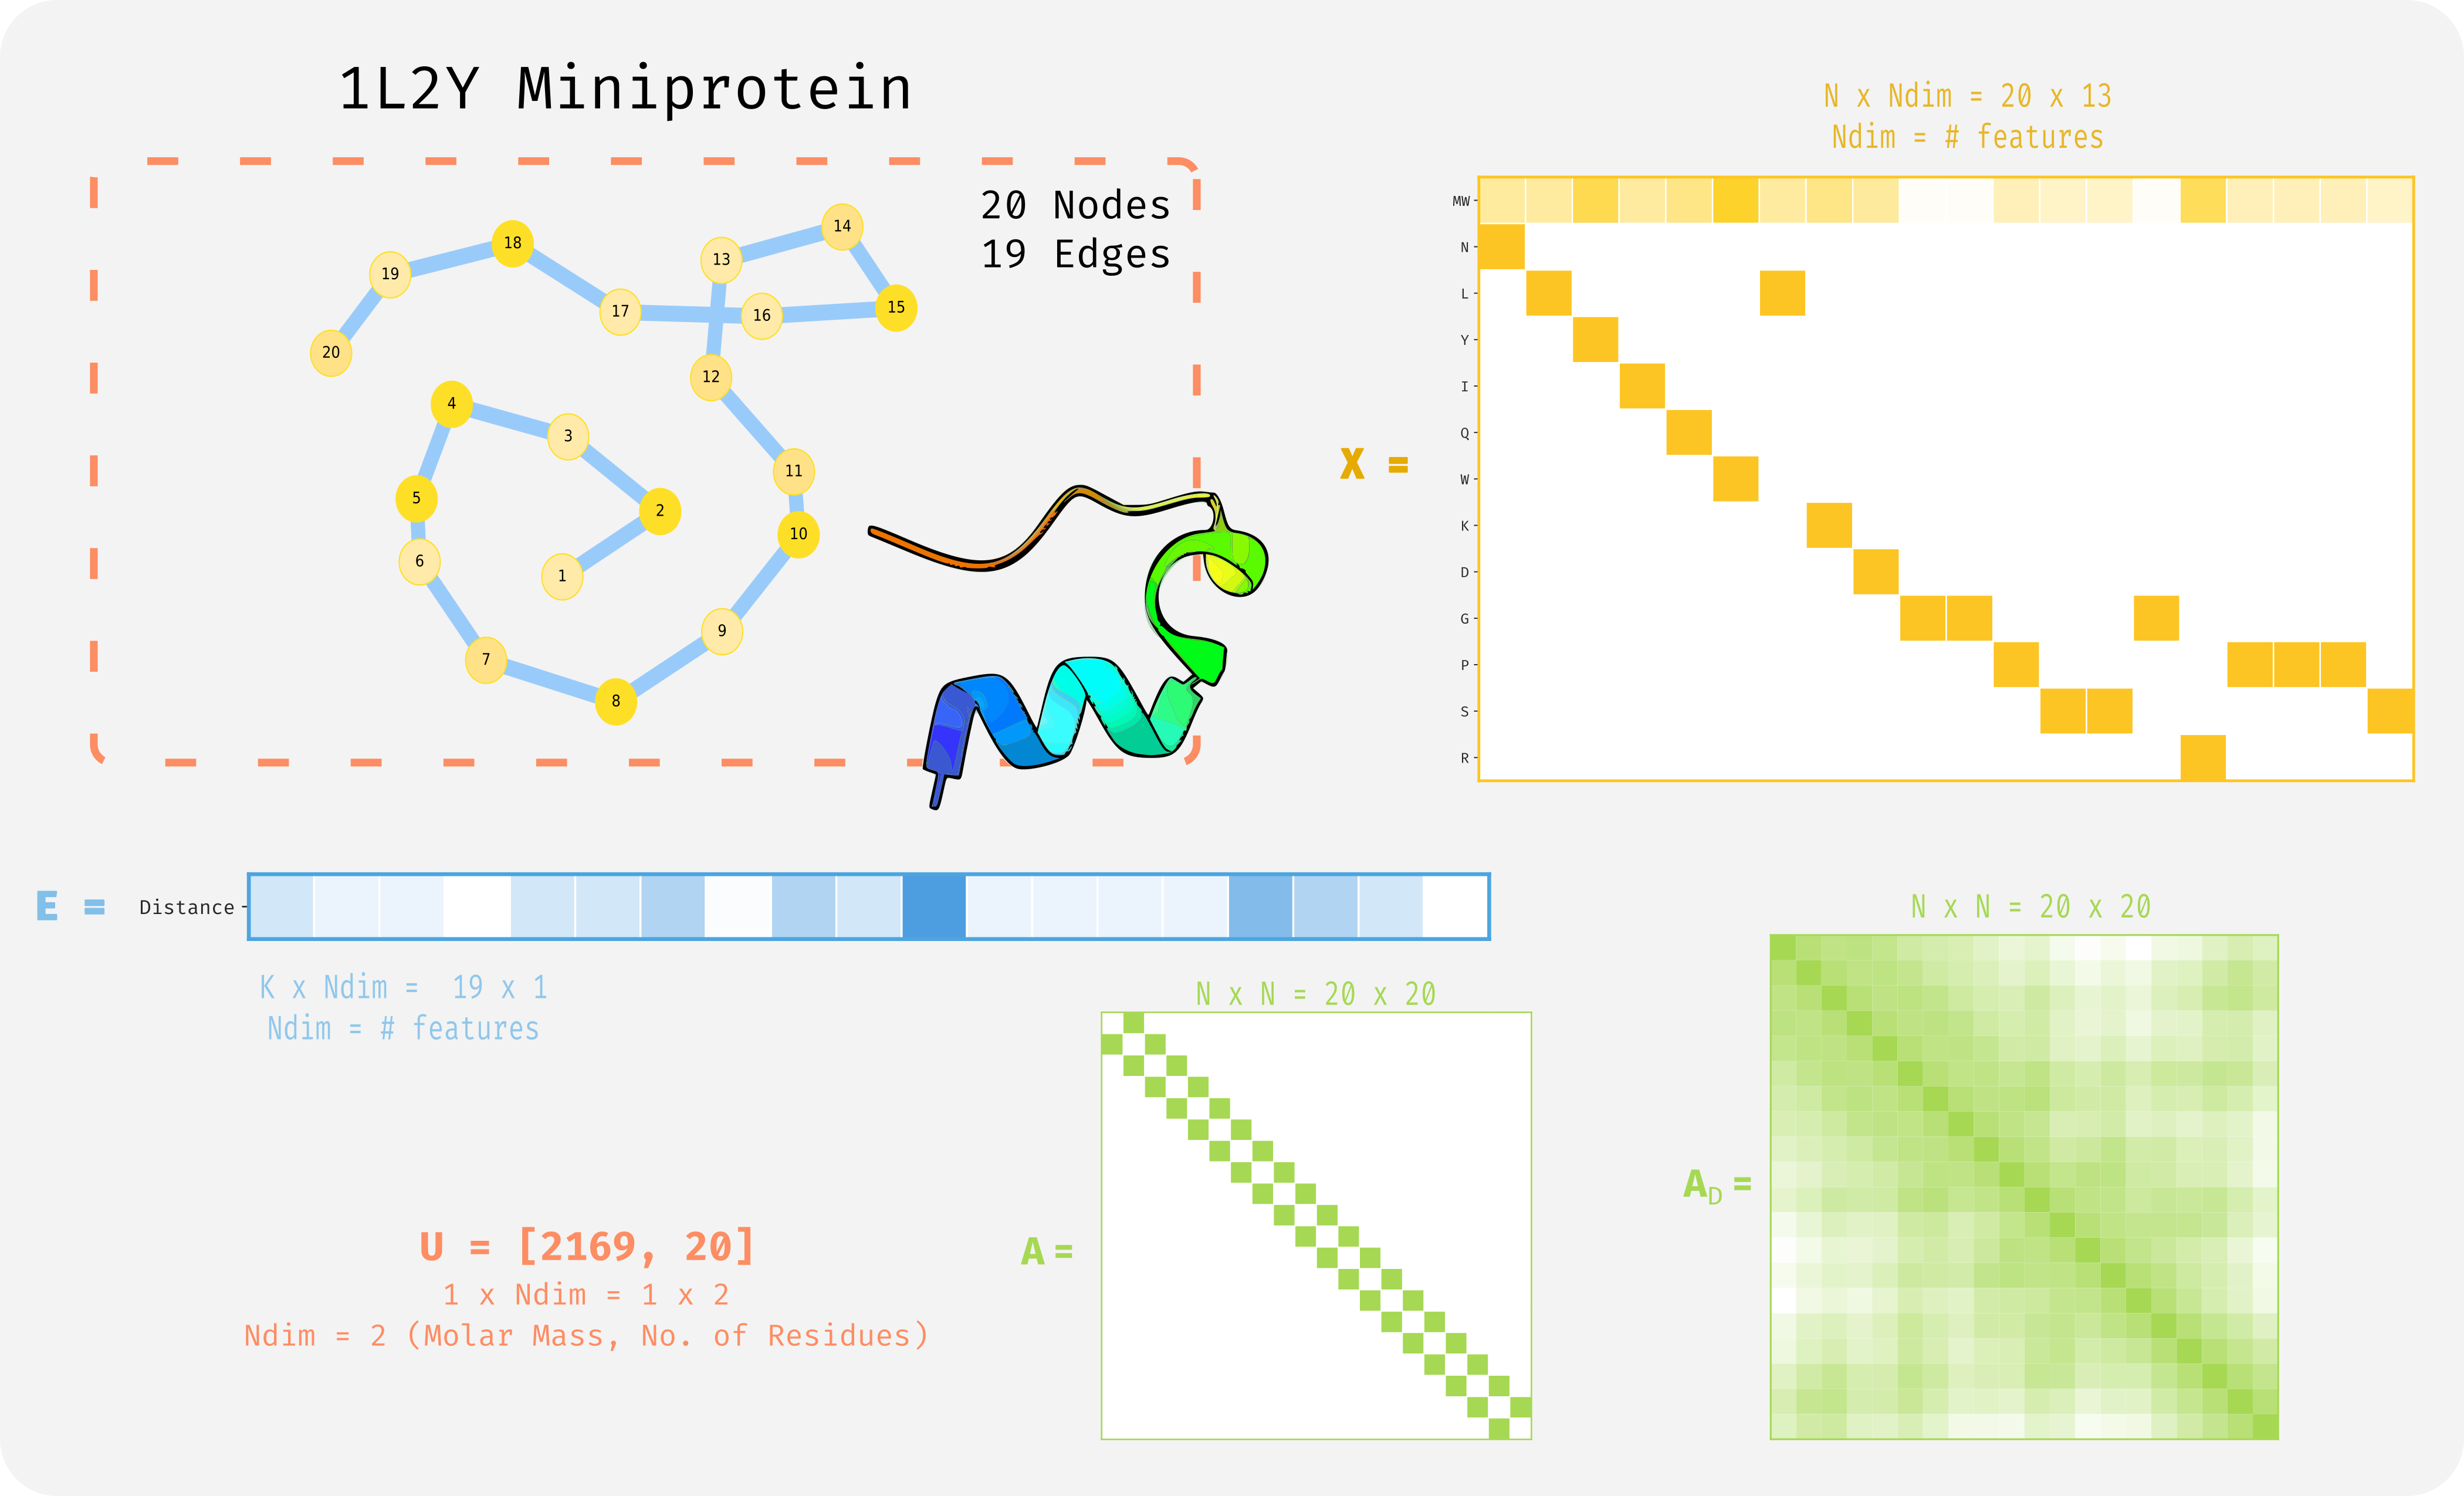 1L2Y Miniprotein
20 Nodes
19 Edges
18
14
13
19
17
16
15
20
12
4
3
11
5
2
10
6
1
9
7
8
N x Ndim = 20 x 13
Ndim = # features
X =
MW
N
L
Y
I
Q
W
K
D
G
P
S
R
E =
Distance
K x Ndim =  19 x 1
Ndim = # features
U = [2169, 20]
1 x Ndim = 1 x 2
Ndim = 2 (Molar Mass, No. of Residues)
N x N = 20 x 20
A =
N x N = 20 x 20
AD =